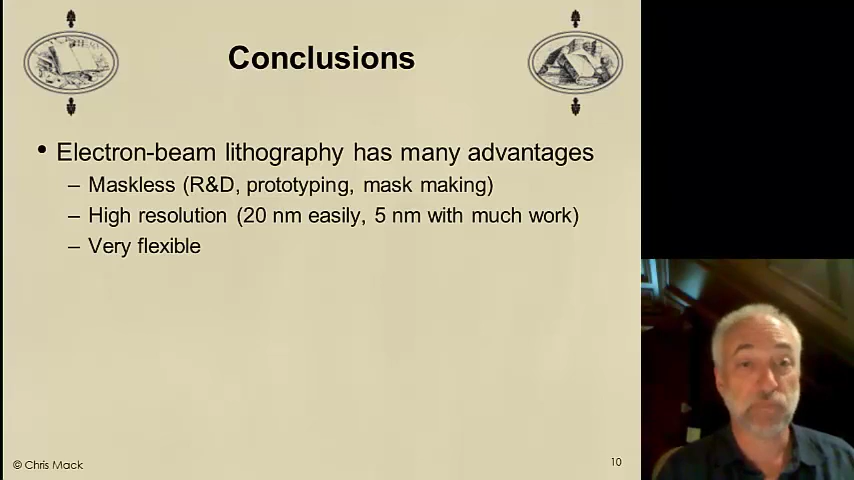 Conclusions
• Electron-beam lithography has many advantages
– Maskless (R&D, prototyping, mask making)
– High resolution (20 nm easily, 5 nm with much work)
– Very flexible
© Chris Mack
10